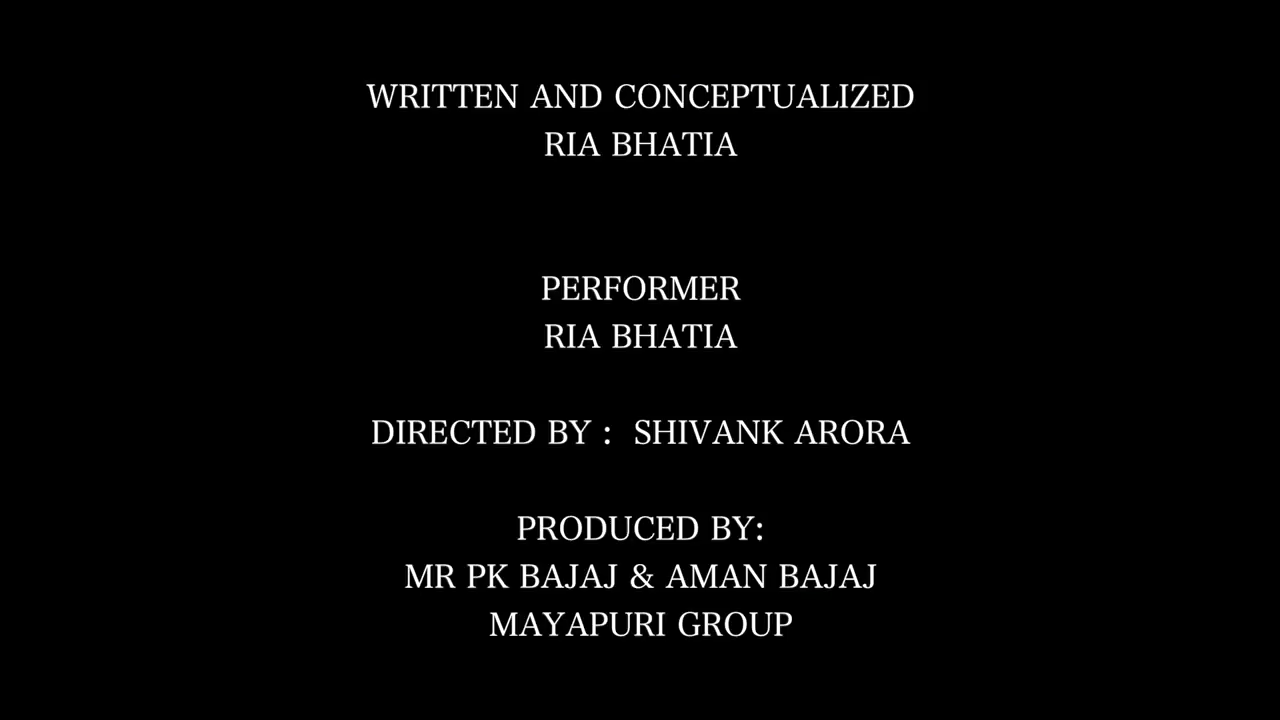 WRITTEN AND CONCEPTUALIZED
RIA BHATIA
PERFORMER
RIA BHATIA
DIRECTED BY :  SHIVANK ARORA
PRODUCED BY:
MR PK BAJAJ & AMAN BAJAJ
MAYAPURI GROUP